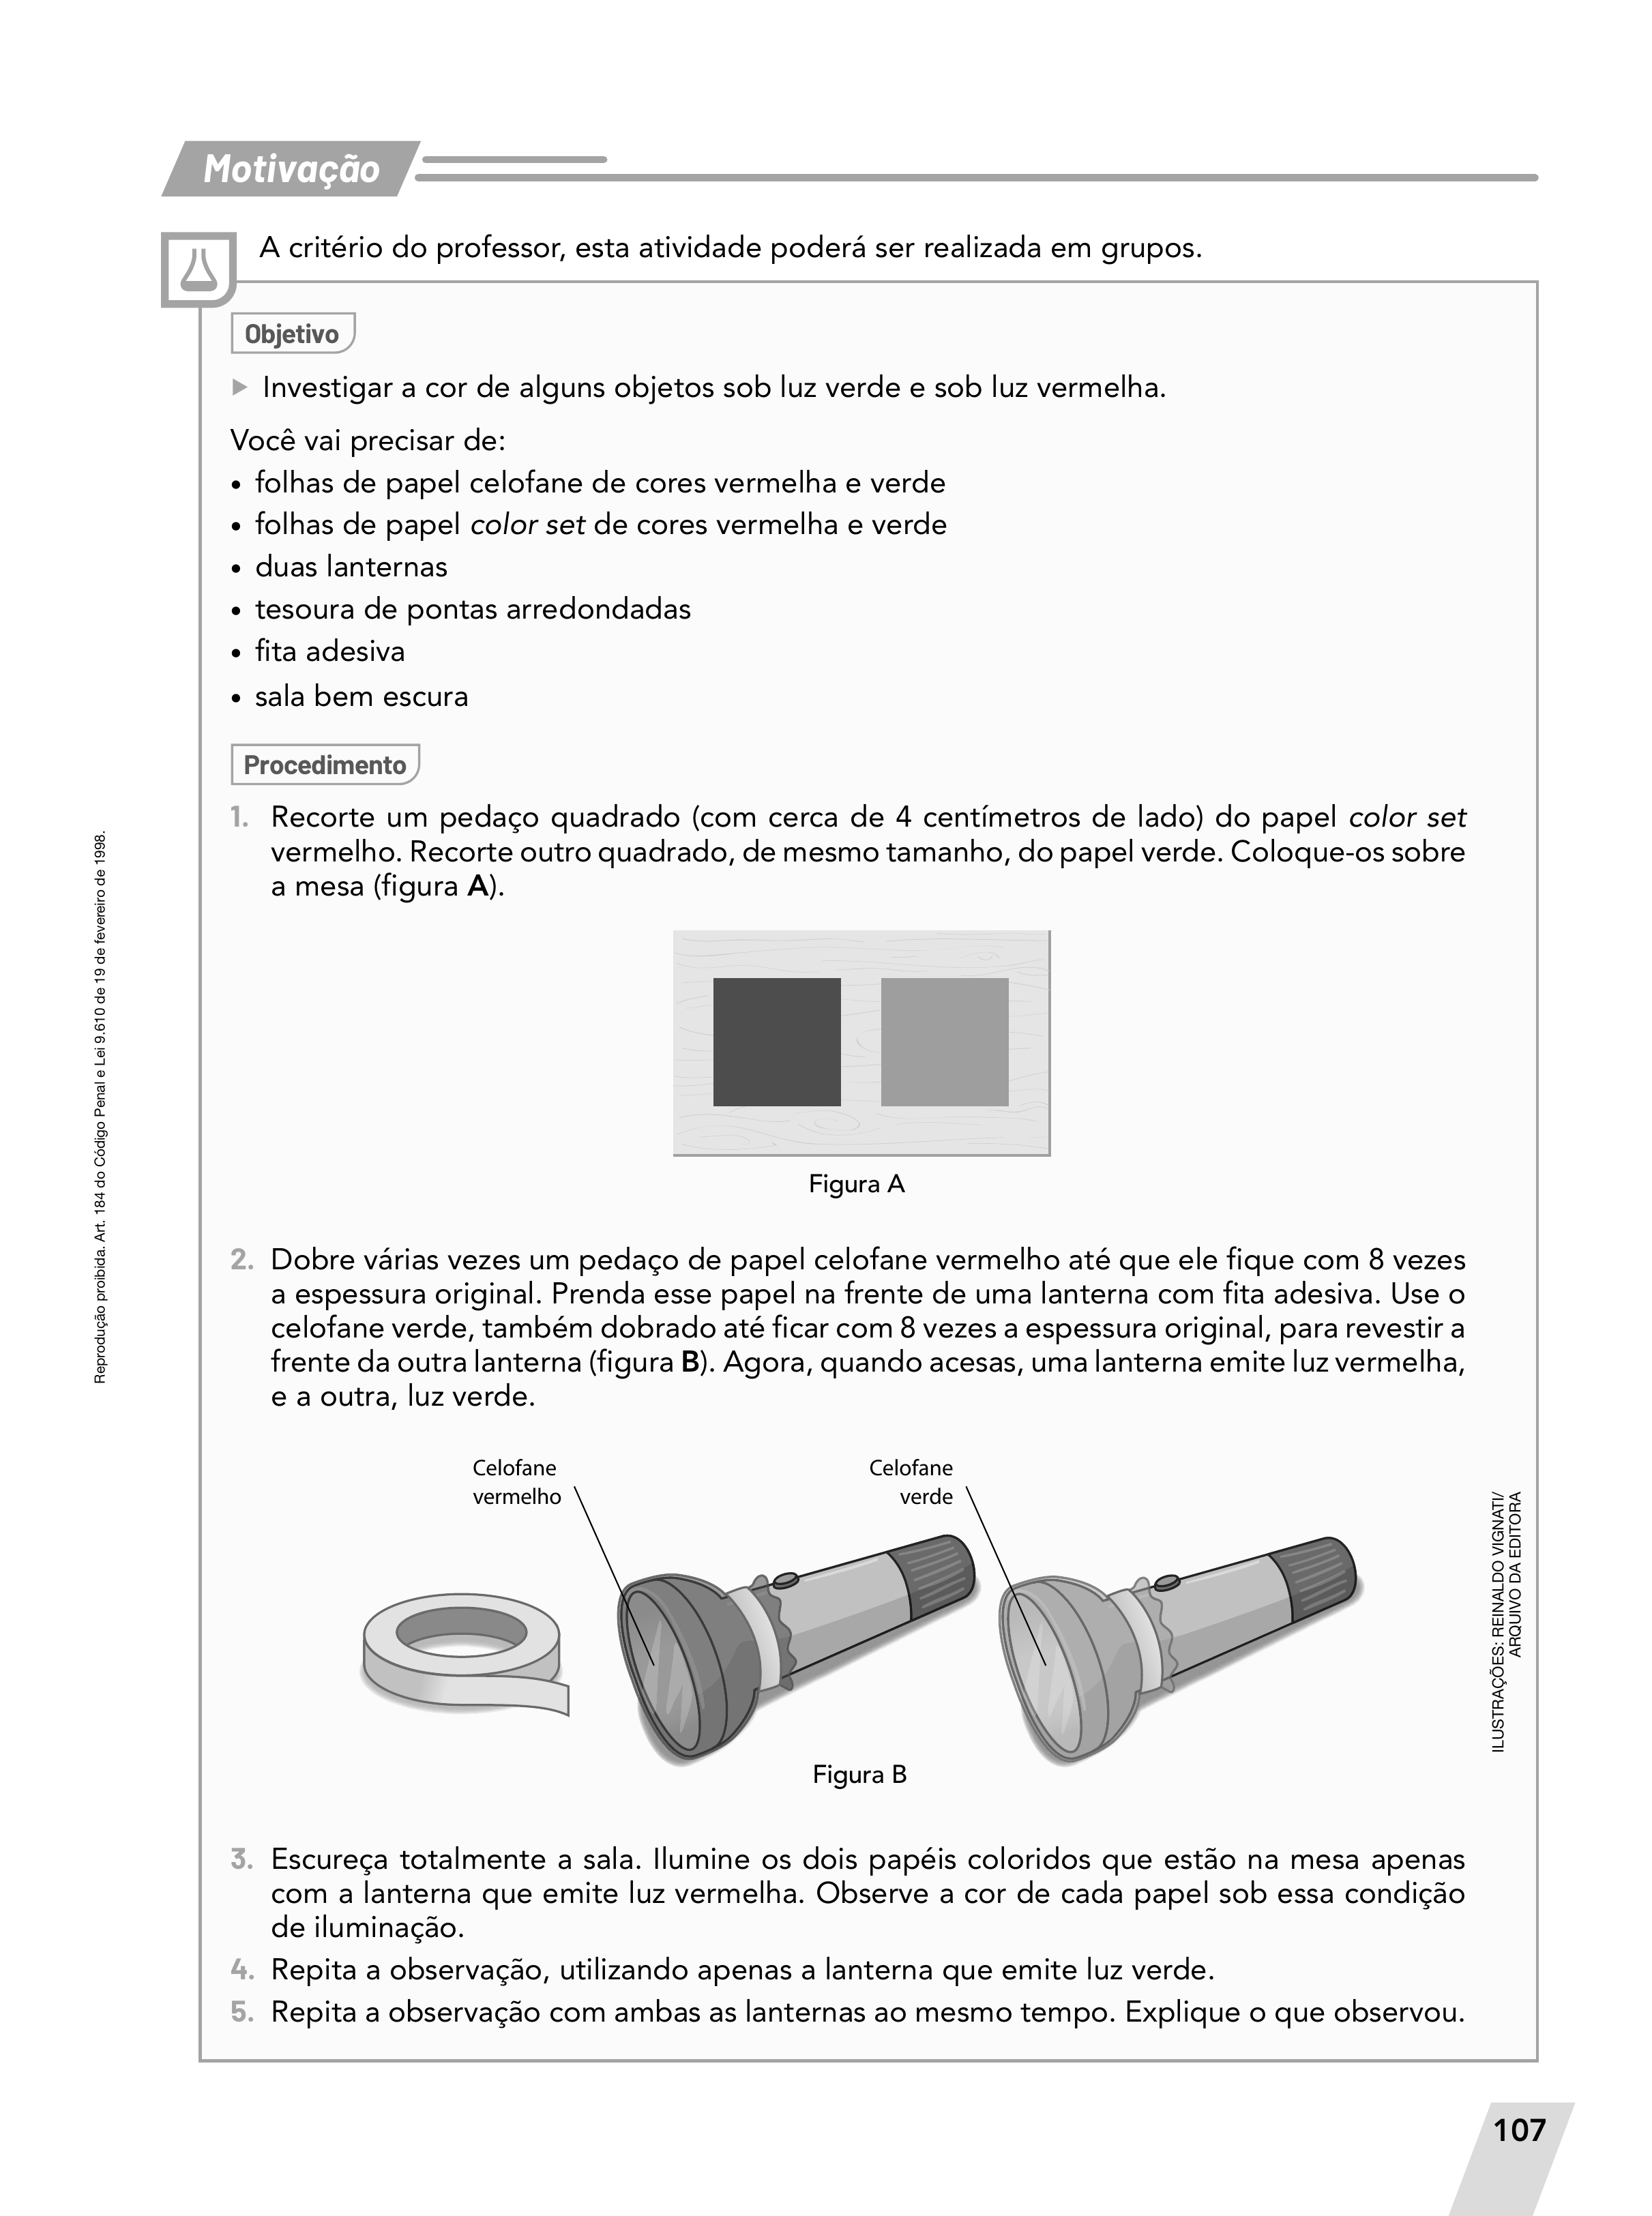 Motivação
A critério do professor, esta atividade poderá ser realizada em grupos.
Objetivo
Investigar a cor de alguns objetos sob luz verde e sob luz vermelha.
Você vai precisar de:
• folhas de papel celofane de cores vermelha e verde
• folhas de papel color set de cores vermelha e verde
• duas lanternas
• tesoura de pontas arredondadas
• fita adesiva
• sala bem escura
Procedimento
1. Recorte um pedaço quadrado (com cerca de 4 centímetros de lado) do papel color set
vermelho. Recorte outro quadrado, de mesmo tamanho, do papel verde. Coloque-os sobre
a mesa (figura A).
Figura A
2. Dobre várias vezes um pedaço de papel celofane vermelho até que ele fique com 8 vezes
a espessura original. Prenda esse papel na frente de uma lanterna com fita adesiva. Use o
celofane verde, também dobrado até ficar com 8 vezes a espessura original, para revestir a
frente da outra lanterna (figura B). Agora, quando acesas, uma lanterna emite luz vermelha,
e a outra, luz verde.
Celofane
vermelho
Celofane
verde
Figura B
3. Escureça totalmente a sala. Ilumine os dois papéis coloridos que estão na mesa apenas
com a lanterna que emite luz vermelha. Observe a cor de cada papel sob essa condição
de iluminação.
4. Repita a observação, utilizando apenas a lanterna que emite luz verde.
5. Repita a observação com ambas as lanternas ao mesmo tempo. Explique o que observou.
Reprodução proibida. Art. 184 do Código Penal e Lei 9.610 de 19 de fevereiro de 1998.
ILUSTRAÇÕES: REINALDO VIGNATI/
ARQUIVO DA EDITORA
107